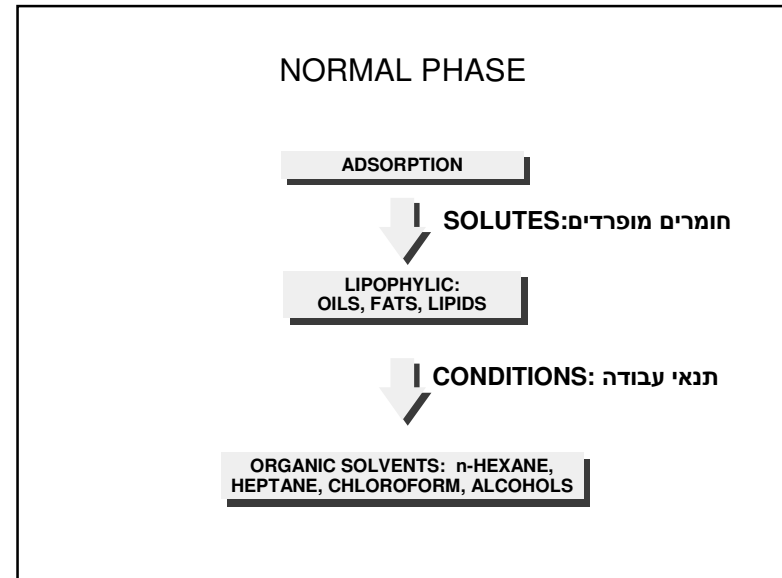 NORMAL PHASE
ADSORPTION
SOLUTES:חומרים מופרדים
LIPOPHYLIC:
OILS, FATS, LIPIDS
CONDITIONS: תנאי עבודה
ORGANIC SOLVENTS: n-HEXANE,
HEPTANE, CHLOROFORM, ALCOHOLS